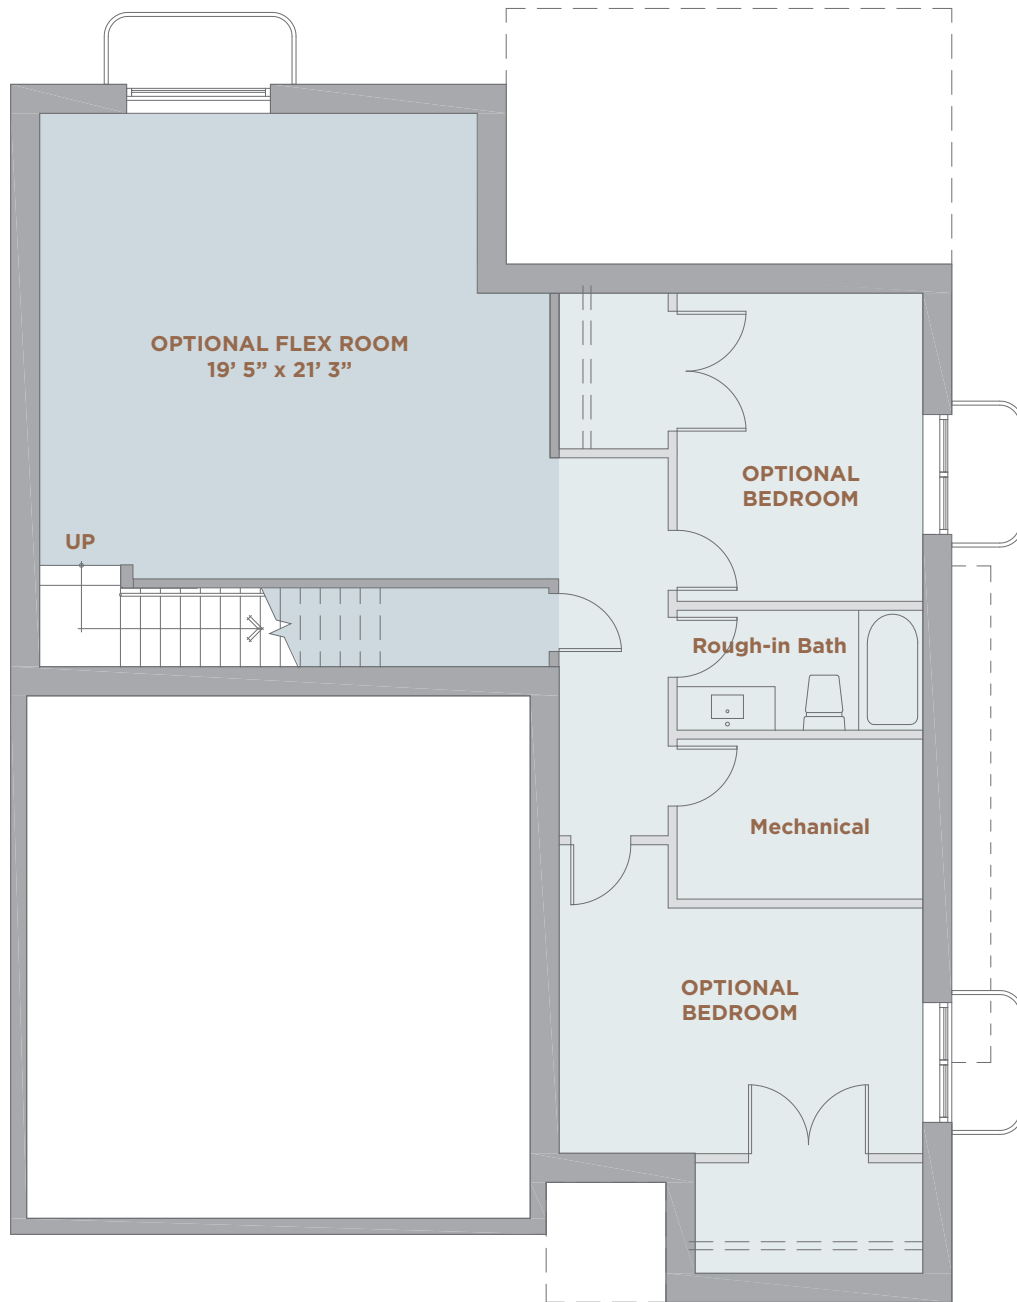 OPTIONAL FLEX ROOM
19’ 5” x 21’ 3”
OPTIONAL
BEDROOM
UP
Rough-in Bath
Mechanical
OPTIONAL
BEDROOM